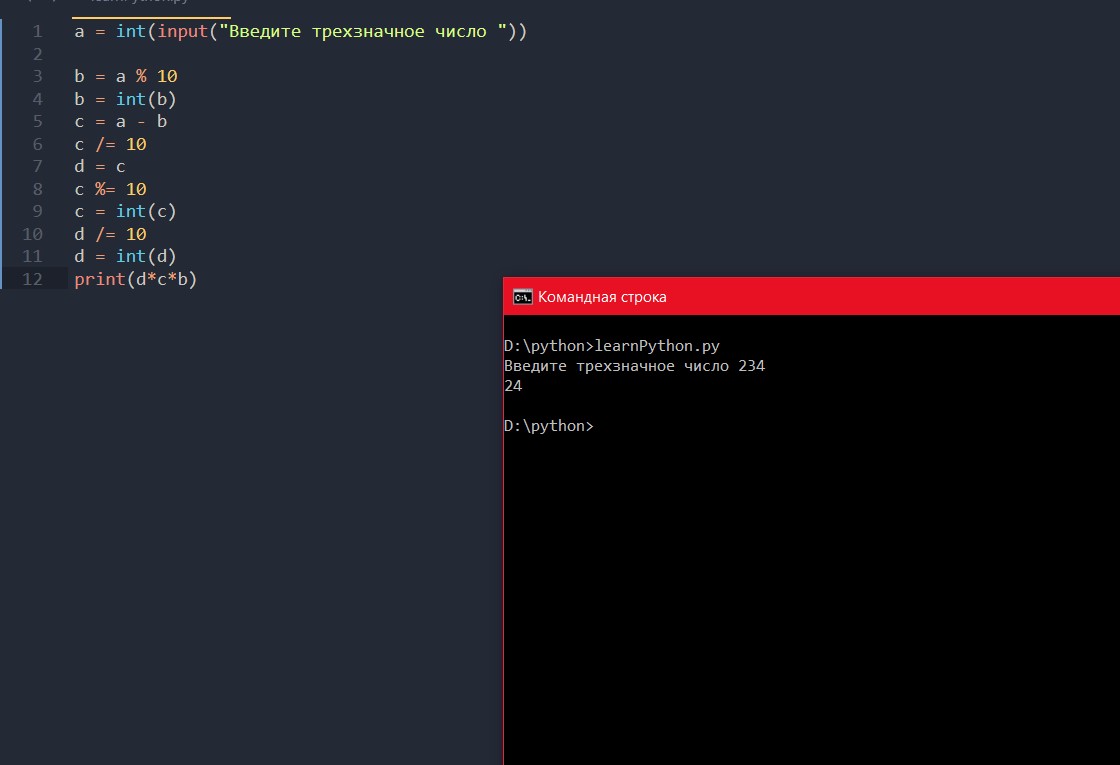 1 a = int(input("Введите трехзначное число "))
2
3 b = a % 10
4 b = int(b)
5 c = a - b
6 c /= 10
7 d = c
8 c %= 10
9 c = int(c)
10 d /= 10
11 d = int(d)
12 print(d*c*b)
Командная строка
D:\python>learnPython.py
Введите трехзначное число 234
24
D:\python>